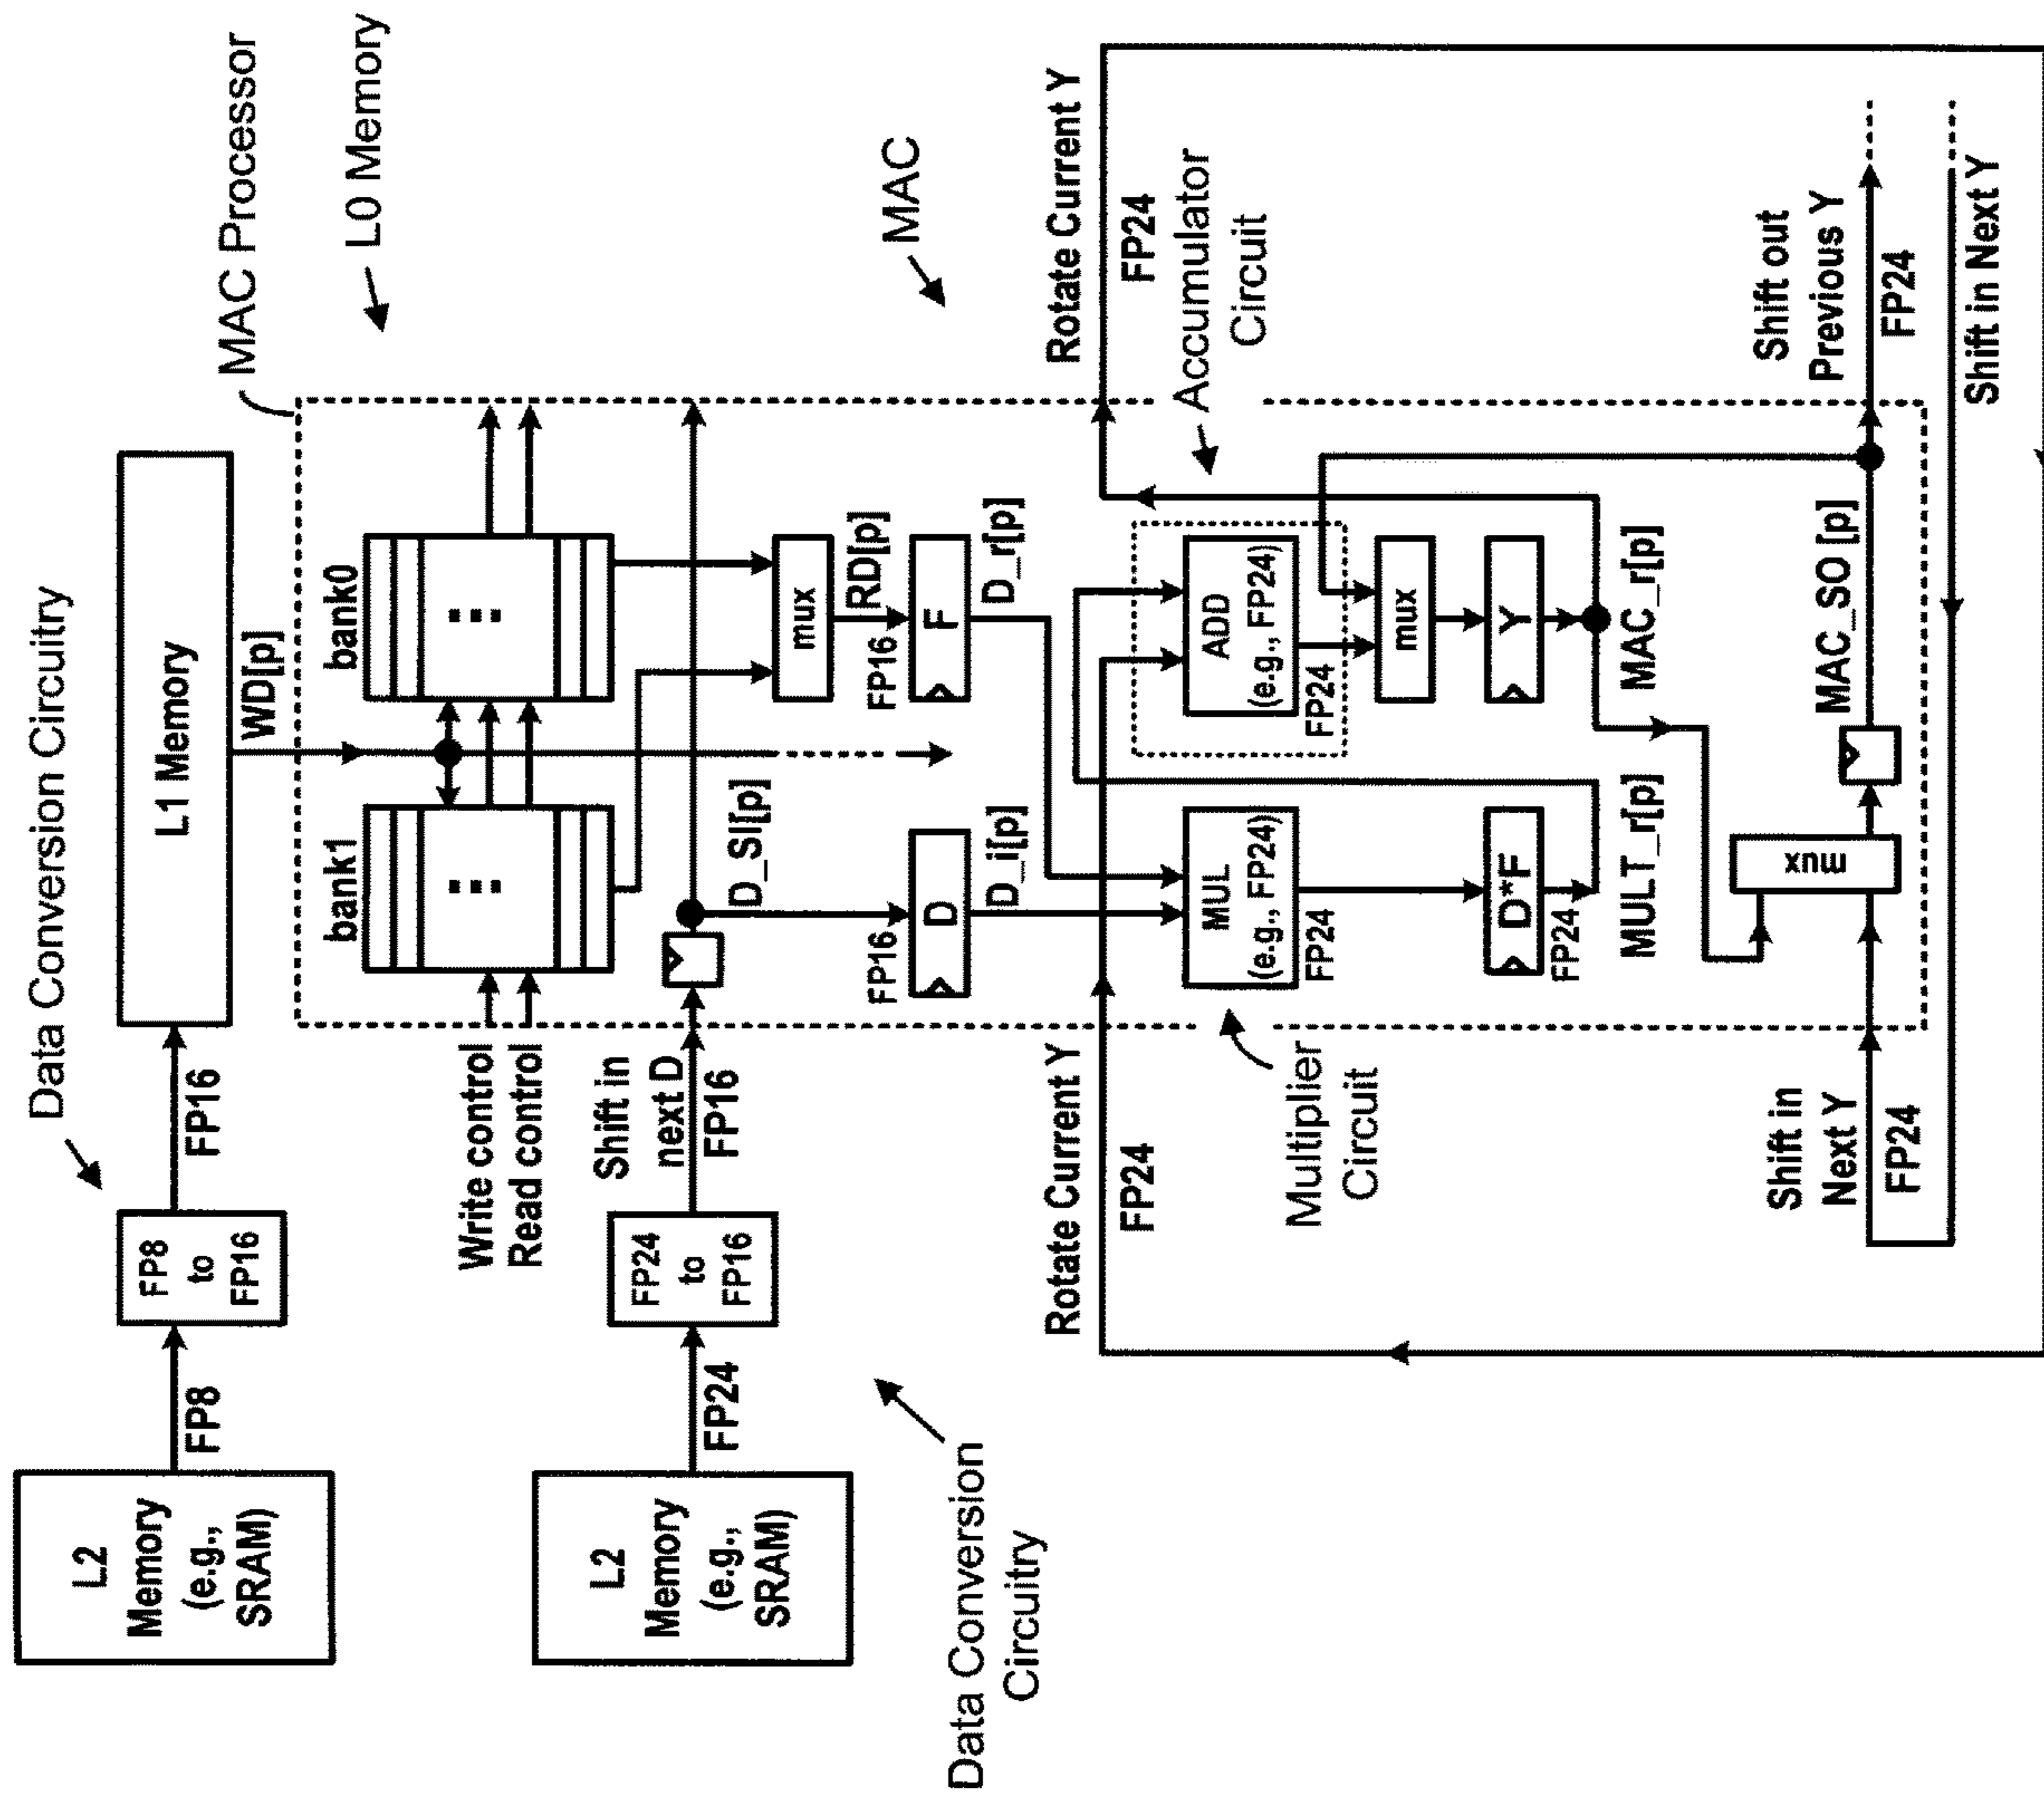 Data Conversion Circuitry
MAC Processor
L0 Memory
L2
Memory
(e.g.,
SRAM)
FP8
FP8
to
FP16
FP16
L1 Memory
WD[p]
bank1
bank0
Write control
Read control
L2
Memory
(e.g.,
SRAM)
FP24
FP24
to
FP16
Shift in
next D
FP16
D_SI[p]
mux
RD[p]
FP16
D
D_i[p]
FP16
F
D_r[p]
MAC
Data Conversion
Circuitry
Rotate Current Y
FP24
Rotate Current Y
FP24
Multiplier
Circuit
MUL
(e.g., FP24)
FP24
Accumulator
Circuit
ADD
(e.g., FP24)
FP24
mux
D*F
FP24
MULT_r[p]
Y
MAC_r[p]
Shift in
Next Y
FP24
mux
MAC_SO [p]
Shift out
Previous Y
FP24
Shift in Next Y